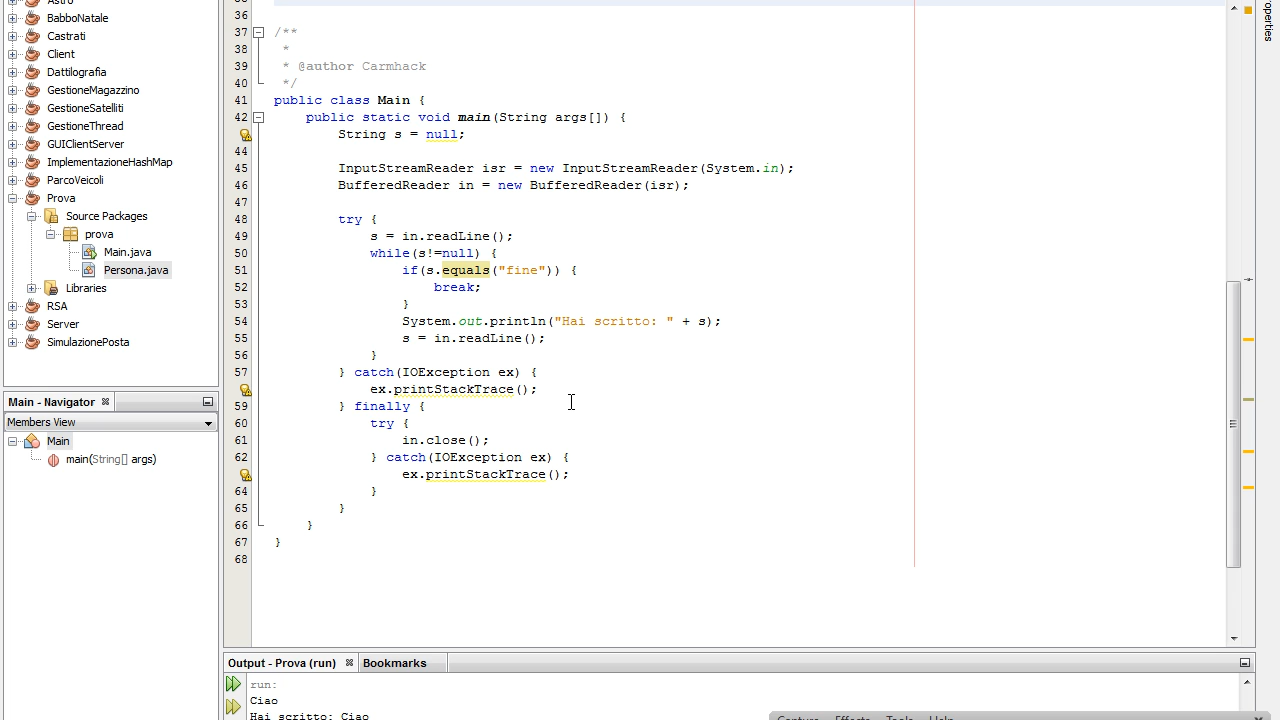 Astro
BabboNatale
Castrati
Client
Dattilografia
GestioneMagazzino
GestioneSatelliti
GestioneThread
GUIClientServer
ImplementazioneHashMap
ParcoVeicoli
Prova
Source Packages
prova
Main.java
Persona.java
Libraries
RSA
Server
SimulazionePosta
Main - Navigator
Members View
Main
main(String[] args)
36
37 /**
38 *
39 * @author Carmhack
40 */
41 public class Main {
42 public static void main(String args[]) {
String s = null;
44
45 InputStreamReader isr = new InputStreamReader(System.in);
46 BufferedReader in = new BufferedReader(isr);
47
48 try {
49 s = in.readLine();
50 while(s!=null) {
51 if(s.equals("fine")) {
52 break;
53 }
54 System.out.println("Hai scritto: " + s);
55 s = in.readLine();
56 }
57 } catch(IOException ex) {
ex.printStackTrace();
59 } finally {
60 try {
61 in.close();
62 } catch(IOException ex) {
ex.printStackTrace();
64 }
65 }
66 }
67 }
68
Output - Prova (run)
Bookmarks
run:
Ciao
Hai scritto: Ciao
Capture Effects Tools Help